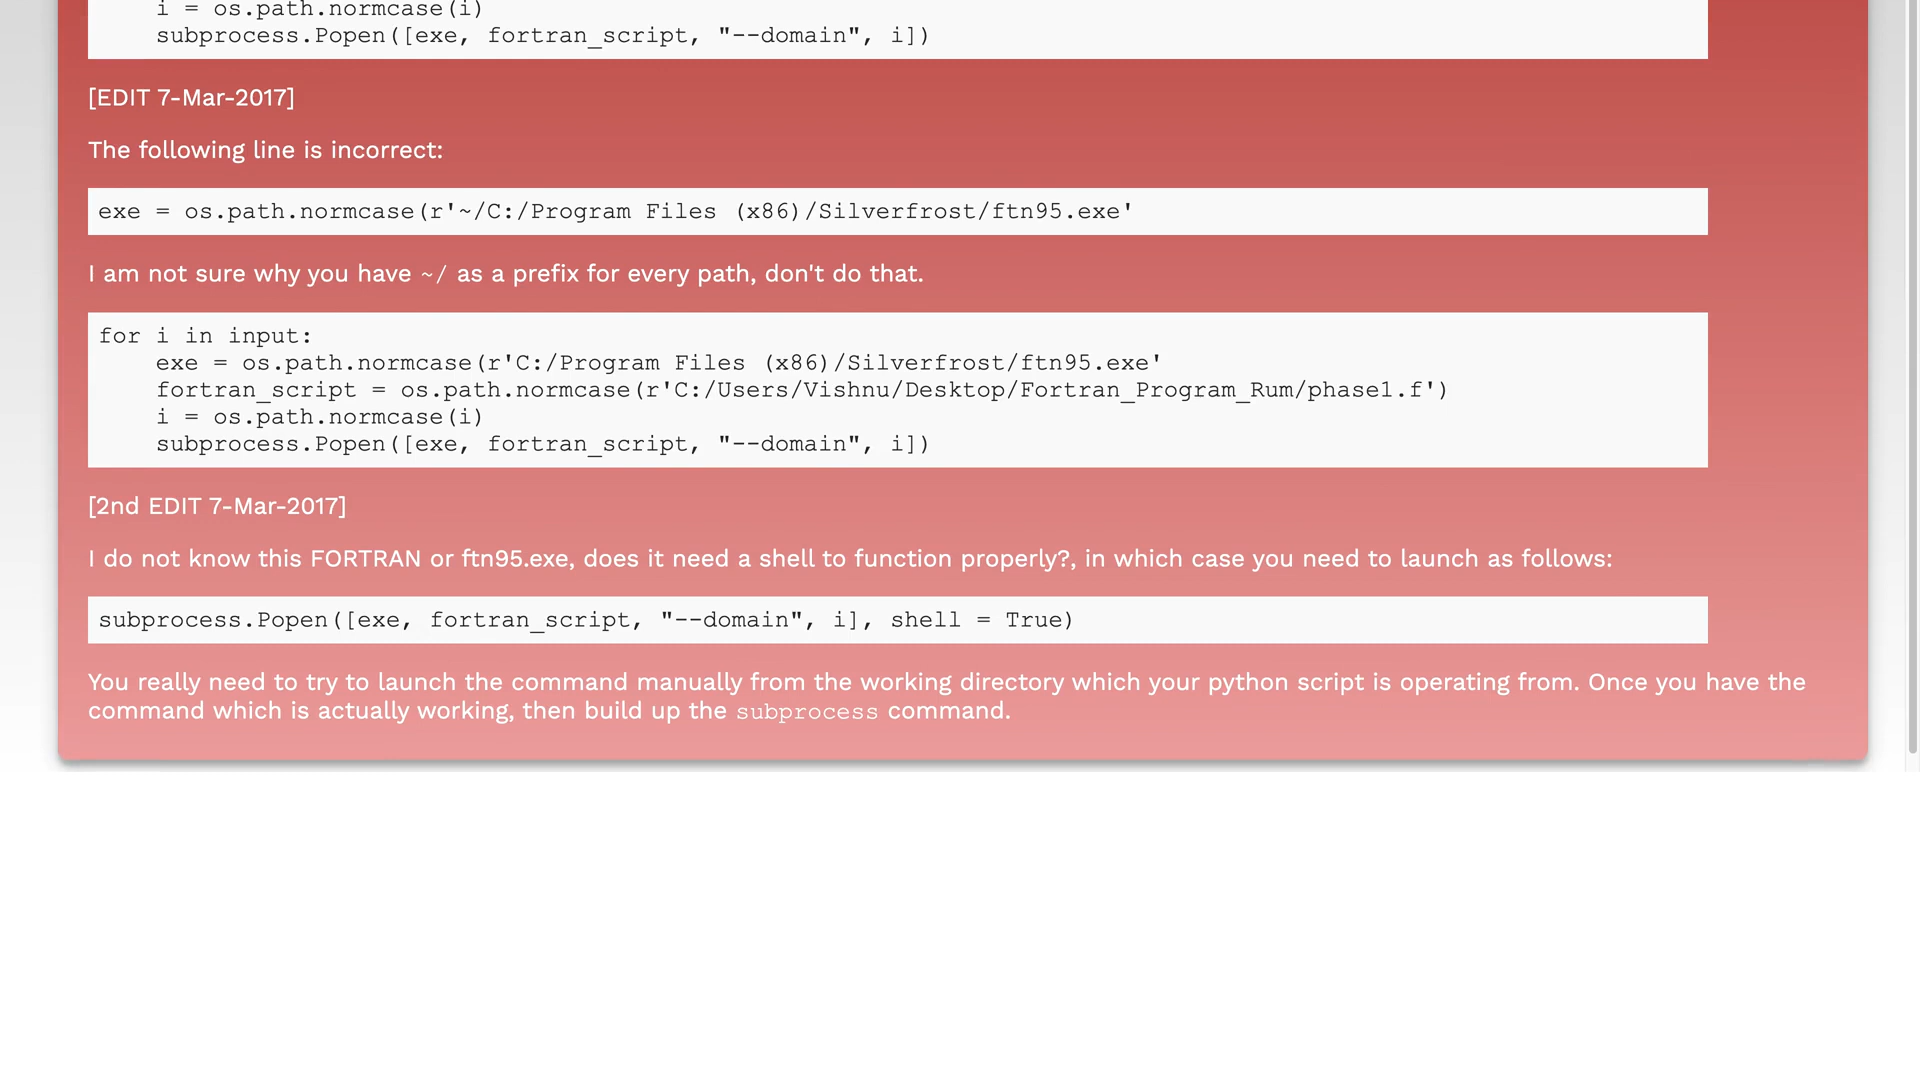 i = os.path.normcase(i)
    subprocess.Popen([exe, fortran_script, "--domain", i])
[EDIT 7-Mar-2017]
The following line is incorrect:
exe = os.path.normcase(r'~/C:/Program Files (x86)/Silverfrost/ftn95.exe'
I am not sure why you have ~/ as a prefix for every path, don't do that.
for i in input:
    exe = os.path.normcase(r'C:/Program Files (x86)/Silverfrost/ftn95.exe'
    fortran_script = os.path.normcase(r'C:/Users/Vishnu/Desktop/Fortran_Program_Rum/phase1.f')
    i = os.path.normcase(i)
    subprocess.Popen([exe, fortran_script, "--domain", i])
[2nd EDIT 7-Mar-2017]
I do not know this FORTRAN or ftn95.exe, does it need a shell to function properly?, in which case you need to launch as follows:
subprocess.Popen([exe, fortran_script, "--domain", i], shell = True)
You really need to try to launch the command manually from the working directory which your python script is operating from. Once you have the
command which is actually working, then build up the subprocess command.